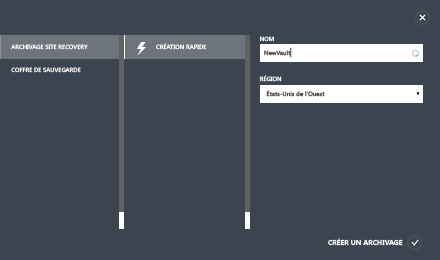 ARCHIVAGE SITE RECOVERY
COFFRE DE SAUVEGARDE
CRÉATION RAPIDE
NOM
NewVault
RÉGION
États-Unis de l'Ouest
CRÉER UN ARCHIVAGE